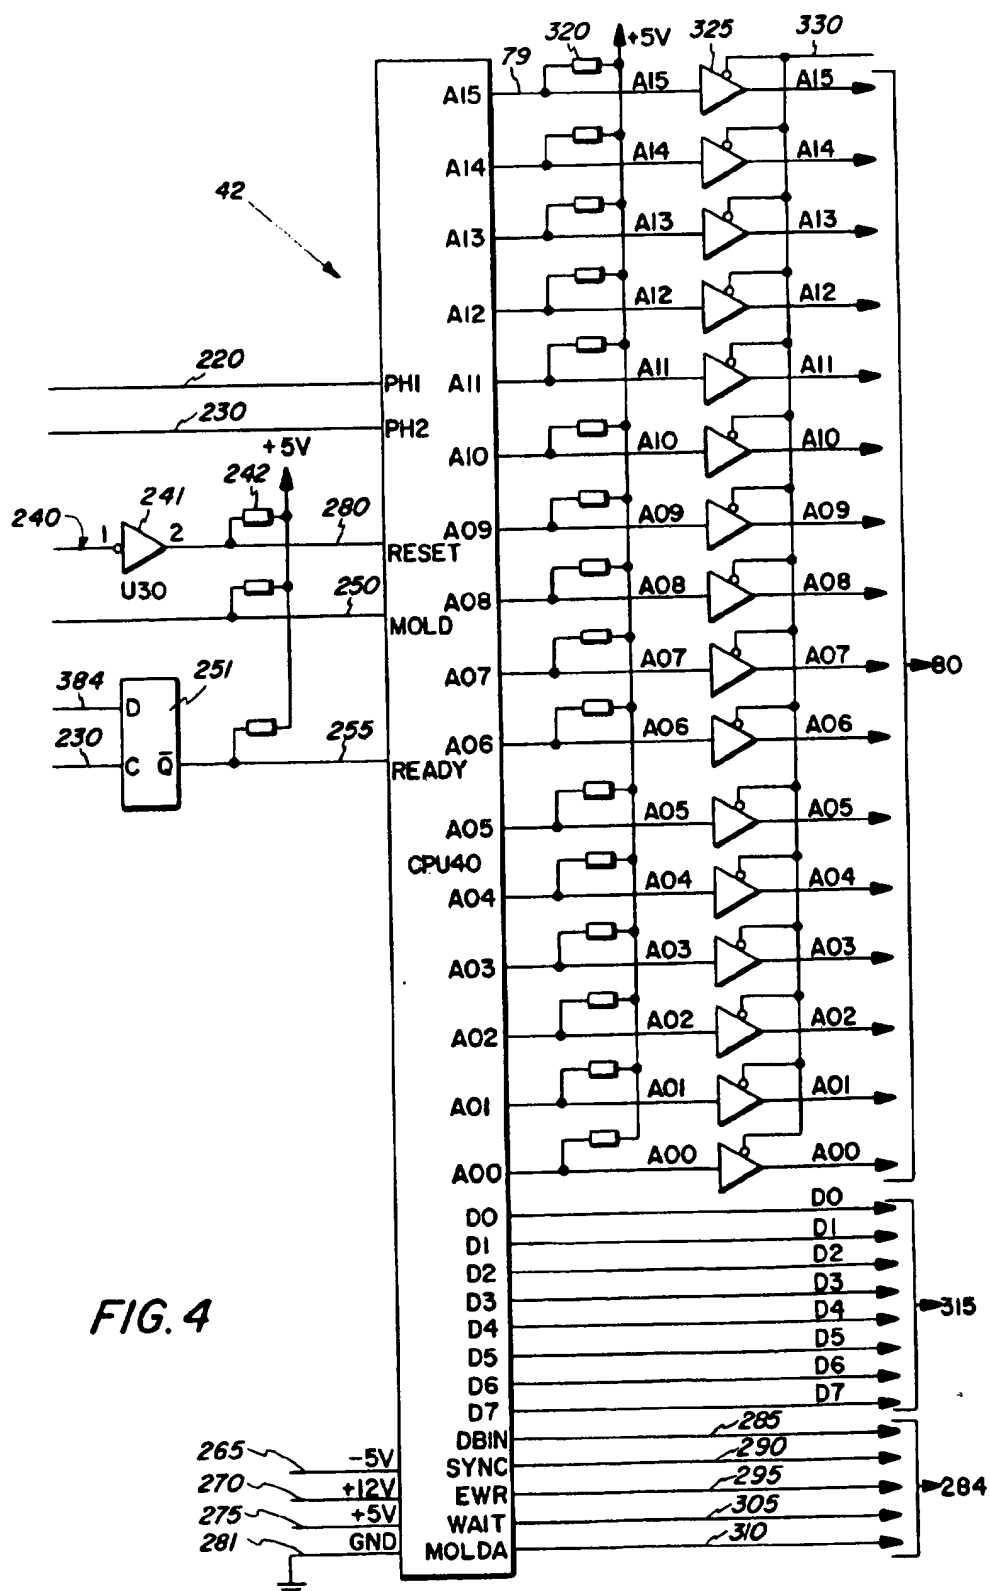 320 +5V 325 330
79
A15 A15 A15
A14 A14 A14
42
A13 A13 A13
A12 A12 A12
220
PH1 A11 A11 A11
230
PH2
+5V A10 A10 A10
242
241
240 1 2 280 A09 A09 A09
RESET
U30 250 A08 A08 A08
MOLD
384 251 A07 A07 A07 80
D
230 255 A06 A06 A06
C Q̅ READY
A05 A05 A05
CPU40
A04 A04 A04
A03 A03 A03
A02 A02 A02
A01 A01 A01
A00 A00 A00
D0 D0
D1 D1
D2 D2
D3 D3 315
FIG. 4
D4 D4
D5 D5
D6 D6
D7 D7
DBIN 285
265 -5V SYNC 290
270 +12V EWR 295 284
275 +5V WAIT 305
281 GND MOLDA 310